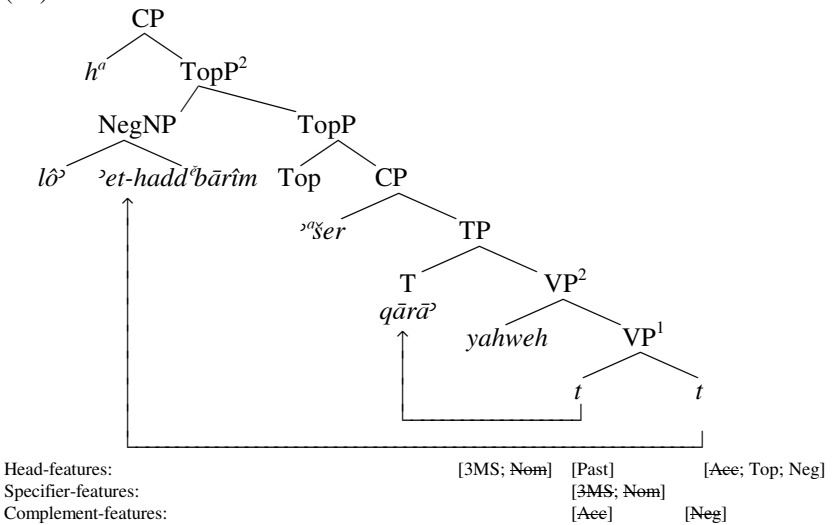 CP
hᵃ TopP²
NegNP TopP
lôʾ ʾet-haddᵉ̆bārîm Top CP
ʾᵃšer TP
T VP²
qārāʾ
yahweh VP¹
t t
Head-features: [3MS; Nom] [Past] [Acc; Top; Neg]
Specifier-features: [3MS; Nom]
Complement-features: [Acc] [Neg]